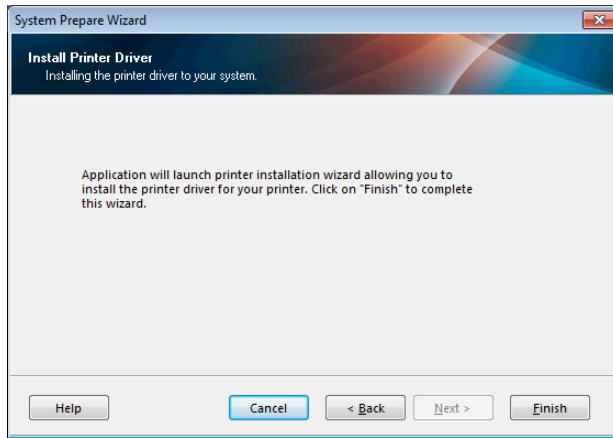 System Prepare Wizard
Install Printer Driver
Installing the printer driver to your system.
Application will launch printer installation wizard allowing you to
install the printer driver for your printer. Click on "Finish" to complete
this wizard.
Help
Cancel
< Back
Next >
Finish